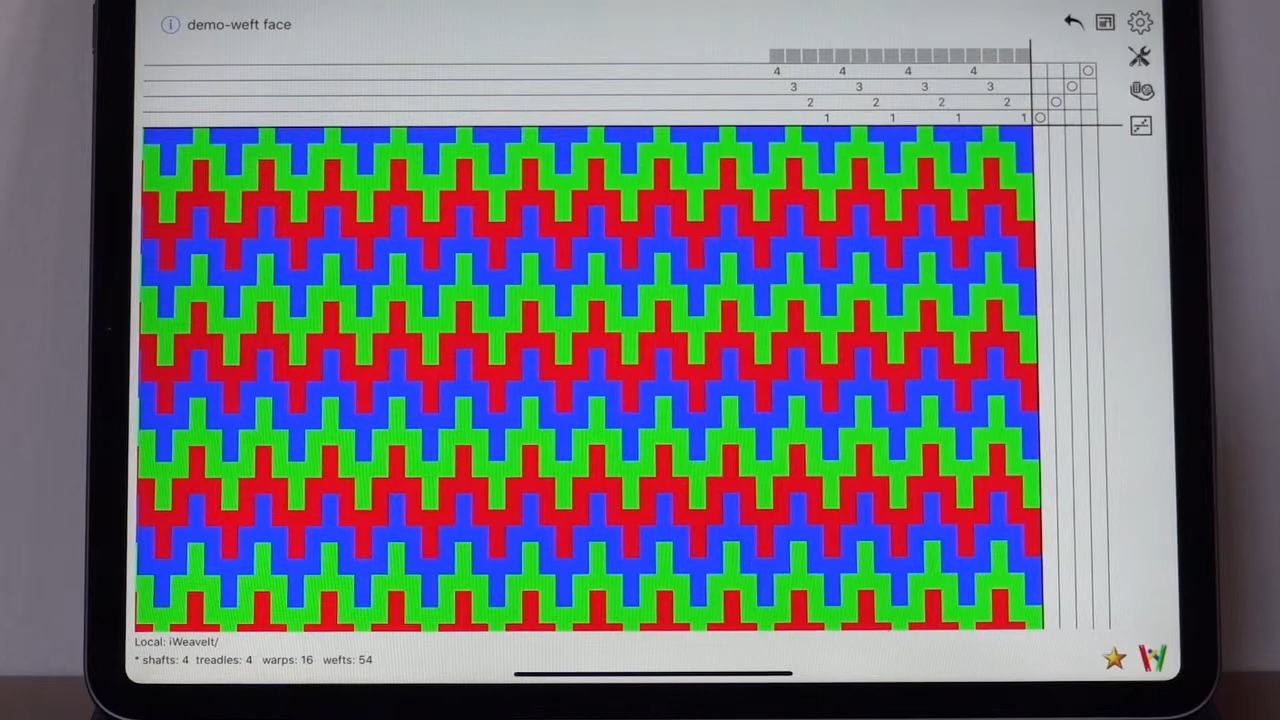 demo-weft face
4 4 4 4
3 3 3 3
2 2 2 2
1 1 1 1
Local: iWeaveIt/
* shafts: 4 treadles: 4 warps: 16 wefts: 54